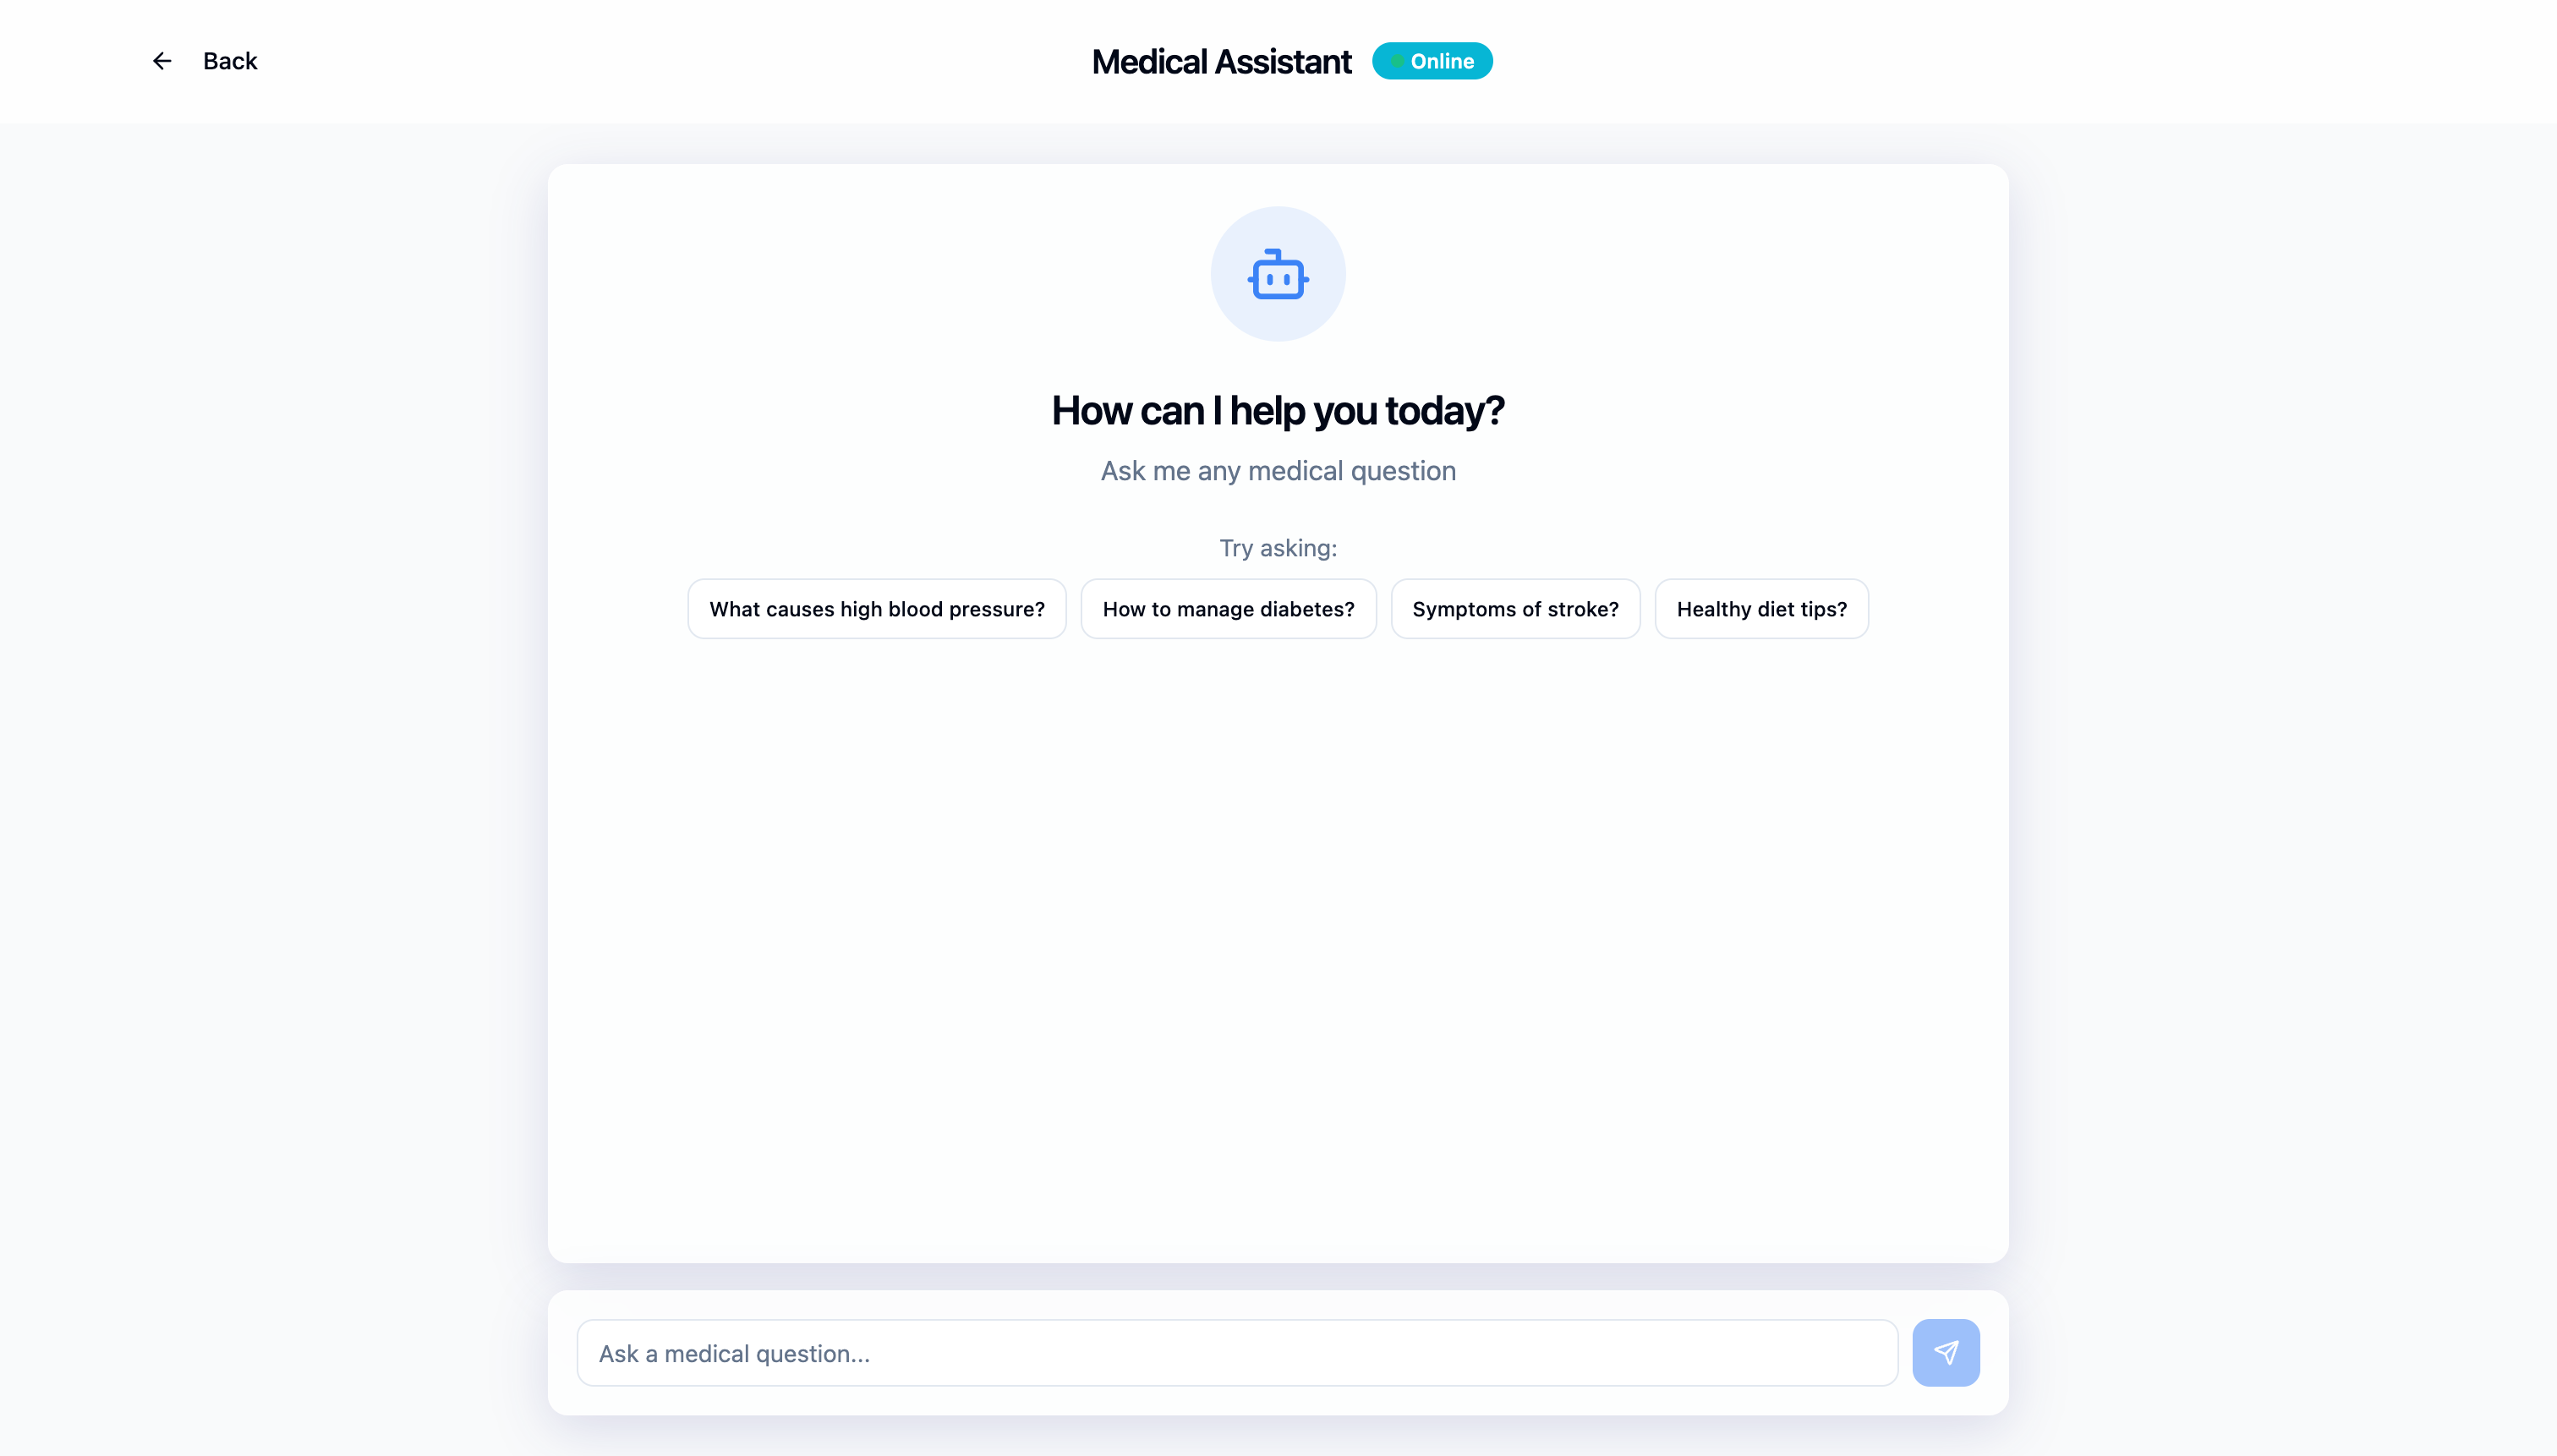 Back
Medical Assistant
Online
How can I help you today?
Ask me any medical question
Try asking:
What causes high blood pressure?
How to manage diabetes?
Symptoms of stroke?
Healthy diet tips?
Ask a medical question...